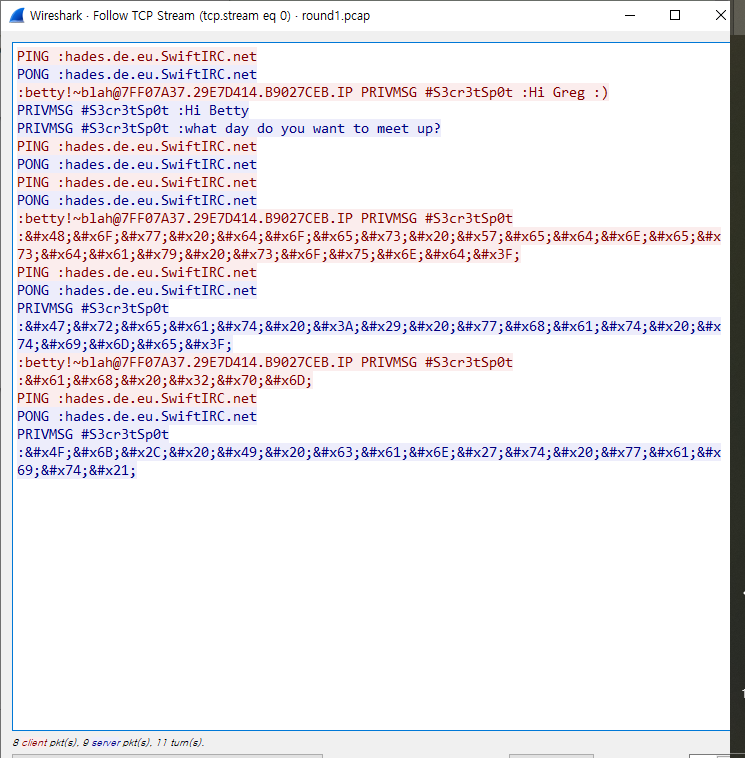 Wireshark · Follow TCP Stream (tcp.stream eq 0) · round1.pcap
PING :hades.de.eu.SwiftIRC.net
PONG :hades.de.eu.SwiftIRC.net
:betty!~blah@7FF07A37.29E7D414.B9027CEB.IP PRIVMSG #S3cr3tSp0t :Hi Greg :)
PRIVMSG #S3cr3tSp0t :Hi Betty
PRIVMSG #S3cr3tSp0t :what day do you want to meet up?
PING :hades.de.eu.SwiftIRC.net
PONG :hades.de.eu.SwiftIRC.net
PING :hades.de.eu.SwiftIRC.net
PONG :hades.de.eu.SwiftIRC.net
:betty!~blah@7FF07A37.29E7D414.B9027CEB.IP PRIVMSG #S3cr3tSp0t
:&#x48;&#x6F;&#x77;&#x20;&#x64;&#x6F;&#x65;&#x73;&#x20;&#x57;&#x65;&#x64;&#x6E;&#x65;&#x
73;&#x64;&#x61;&#x79;&#x20;&#x73;&#x6F;&#x75;&#x6E;&#x64;&#x3F;
PING :hades.de.eu.SwiftIRC.net
PONG :hades.de.eu.SwiftIRC.net
PRIVMSG #S3cr3tSp0t
:&#x47;&#x72;&#x65;&#x61;&#x74;&#x20;&#x3A;&#x29;&#x20;&#x77;&#x68;&#x61;&#x74;&#x20;&#x
74;&#x69;&#x6D;&#x65;&#x3F;
:betty!~blah@7FF07A37.29E7D414.B9027CEB.IP PRIVMSG #S3cr3tSp0t
:&#x61;&#x68;&#x20;&#x32;&#x70;&#x6D;
PING :hades.de.eu.SwiftIRC.net
PONG :hades.de.eu.SwiftIRC.net
PRIVMSG #S3cr3tSp0t
:&#x4F;&#x6B;&#x2C;&#x20;&#x49;&#x20;&#x63;&#x61;&#x6E;&#x27;&#x74;&#x20;&#x77;&#x61;&#x
69;&#x74;&#x21;
8 client pkt(s), 9 server pkt(s), 11 turn(s).